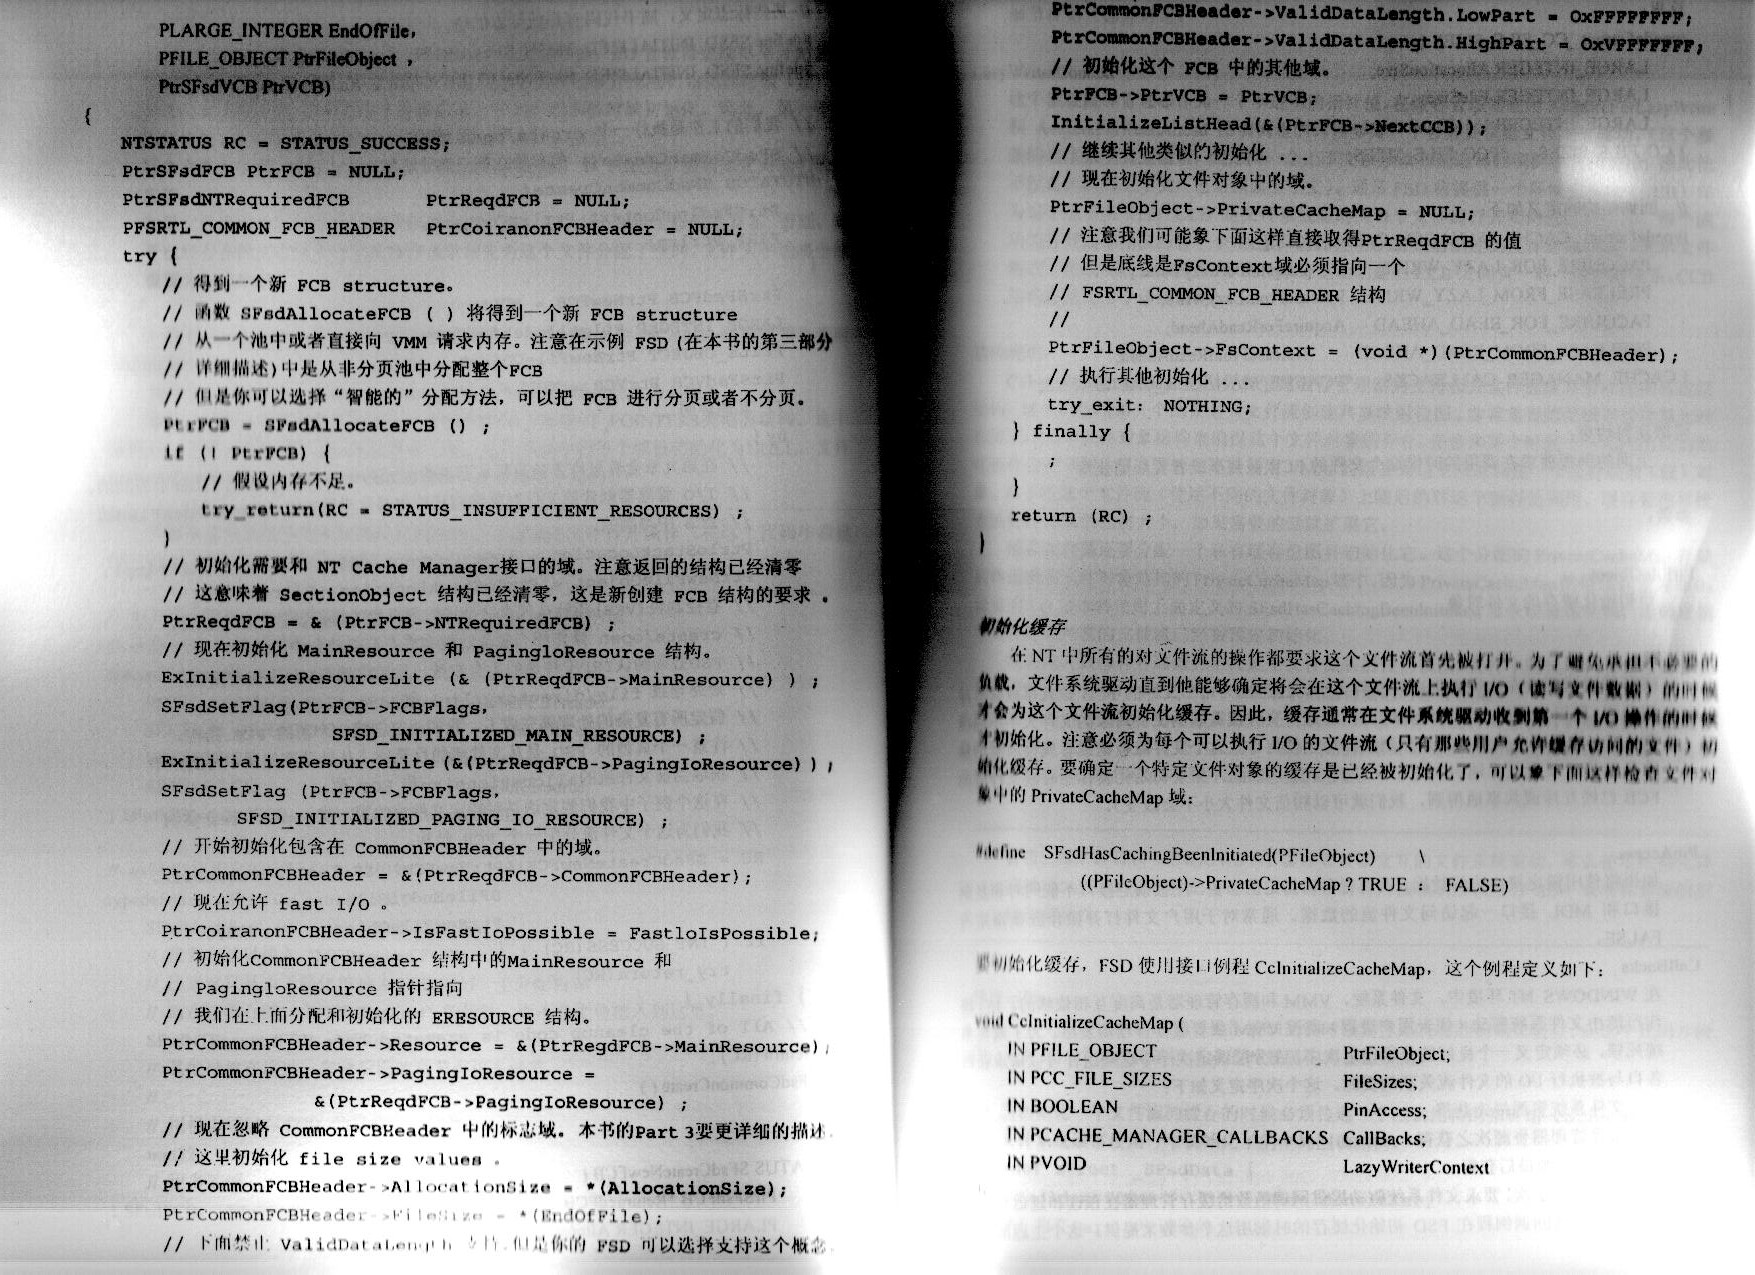 PLARGE_INTEGER EndOfFile,
PFILE_OBJECT PtrFileObject ,
PtrSFsdVCB PtrVCB)
{
NTSTATUS RC = STATUS_SUCCESS;
PtrSFsdFCB PtrFCB = NULL;
PtrSFsdNTRequiredFCB PtrReqdFCB = NULL;
PFSRTL_COMMON_FCB_HEADER PtrCoiranonFCBHeader = NULL;
try {
// 得到一个新 FCB structure。
// 函数 SFsdAllocateFCB ( ) 将得到一个新 FCB structure
// 从一个池中或者直接向 VMM 请求内存。注意在示例 FSD (在本书的第三部分
// 详细描述)中是从非分页池中分配整个FCB
// 但是你可以选择“智能的”分配方法，可以把 FCB 进行分页或者不分页。
PtrFCB = SFsdAllocateFCB () ;
if (! PtrFCB) {
// 假设内存不足。
try_return(RC = STATUS_INSUFFICIENT_RESOURCES) ;
}
// 初始化需要和 NT Cache Manager接口的域。注意返回的结构已经清零
// 这意味着 SectionObject 结构已经清零，这是新创建 FCB 结构的要求 。
PtrReqdFCB = & (PtrFCB->NTRequiredFCB) ;
// 现在初始化 MainResource 和 PagingloResource 结构。
ExInitializeResourceLite (& (PtrReqdFCB->MainResource) ) ;
SFsdSetFlag(PtrFCB->FCBFlags,
SFSD_INITIALIZED_MAIN_RESOURCE) ;
ExInitializeResourceLite (&(PtrReqdFCB->PagingIoResource) ) ;
SFsdSetFlag (PtrFCB->FCBFlags,
SFSD_INITIALIZED_PAGING_IO_RESOURCE) ;
// 开始初始化包含在 CommonFCBHeader 中的域。
PtrCommonFCBHeader = &(PtrReqdFCB->CommonFCBHeader);
// 现在允许 fast I/O 。
PtrCoiranonFCBHeader->IsFastIoPossible = FastloIsPossible;
// 初始化CommonFCBHeader 结构中的MainResource 和
// PagingloResource 指针指向
// 我们在上面分配和初始化的 ERESOURCE 结构。
PtrCommonFCBHeader->Resource = &(PtrRegdFCB->MainResource);
PtrCommonFCBHeader->PagingIoResource =
&(PtrReqdFCB->PagingIoResource) ;
// 现在忽略 CommonFCBHeader 中的标志域。本书的Part 3要更详细的描述
// 这里初始化 file size values 。
PtrCommonFCBHeader->AllocationSize = *(AllocationSize);
PtrCommonFCBHeader->FileSize = *(EndOfFile);
// 下面禁止 ValidDataLength 支持.但是你的 FSD 可以选择支持这个概念
PtrCommonFCBHeader->ValidDataLength.LowPart = OxFFFFFFFF;
PtrCommonFCBHeader->ValidDataLength.HighPart = OxVFFFFFFF;
// 初始化这个 FCB 中的其他域。
PtrFCB->PtrVCB = PtrVCB;
InitializeListHead(&(PtrFCB->NextCCB));
// 继续其他类似的初始化 ...
// 现在初始化文件对象中的域。
PtrFileObject->PrivateCacheMap = NULL;
// 注意我们可能象下面这样直接取得PtrReqdFCB 的值
// 但是底线是FsContext域必须指向一个
// FSRTL_COMMON_FCB_HEADER 结构
//
PtrFileObject->FsContext = (void *)(PtrCommonFCBHeader);
// 执行其他初始化 ...
try_exit: NOTHING;
} finally {
;
}
return (RC) ;
}
初始化缓存
在 NT 中所有的对文件流的操作都要求这个文件流首先被打开。为了避免承担不必要的
负载，文件系统驱动直到他能够确定将会在这个文件流上执行 I/O（读写文件数据）的时候
才会为这个文件流初始化缓存。因此，缓存通常在文件系统驱动收到第一个 I/O 操作的时候
才初始化。注意必须为每个可以执行 I/O 的文件流（只有那些用户允许缓存访问的文件）初
始化缓存。要确定一个特定文件对象的缓存是已经被初始化了，可以象下面这样检查文件对
象中的 PrivateCacheMap 域：
#define SFsdHasCachingBeenInitiated(PFileObject) \
((PFileObject)->PrivateCacheMap ? TRUE : FALSE)
要初始化缓存，FSD 使用接口例程 CcInitializeCacheMap，这个例程定义如下：
void CcInitializeCacheMap (
IN PFILE_OBJECT PtrFileObject;
IN PCC_FILE_SIZES FileSizes;
IN BOOLEAN PinAccess;
IN PCACHE_MANAGER_CALLBACKS CallBacks;
IN PVOID LazyWriterContext